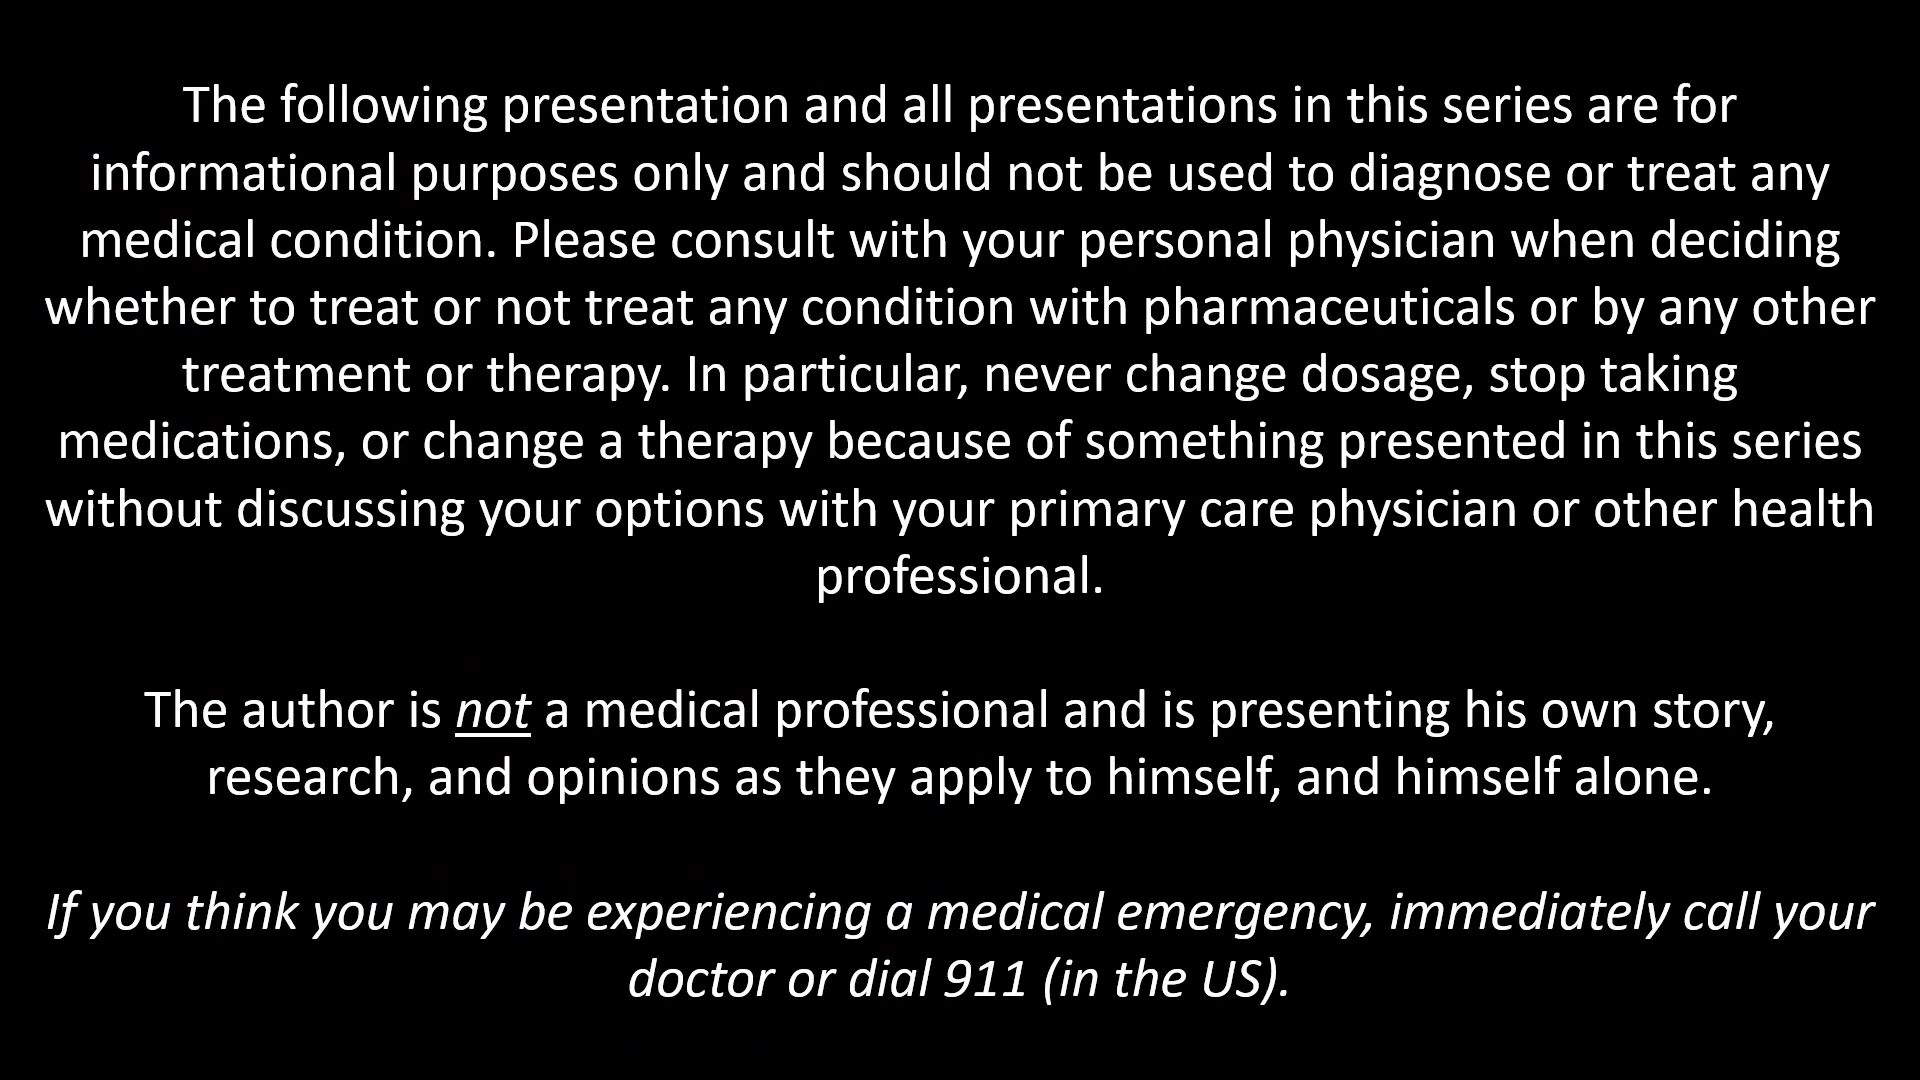 The following presentation and all presentations in this series are for
informational purposes only and should not be used to diagnose or treat any
medical condition. Please consult with your personal physician when deciding
whether to treat or not treat any condition with pharmaceuticals or by any other
treatment or therapy. In particular, never change dosage, stop taking
medications, or change a therapy because of something presented in this series
without discussing your options with your primary care physician or other health
professional.
The author is not a medical professional and is presenting his own story,
research, and opinions as they apply to himself, and himself alone.
If you think you may be experiencing a medical emergency, immediately call your
doctor or dial 911 (in the US).